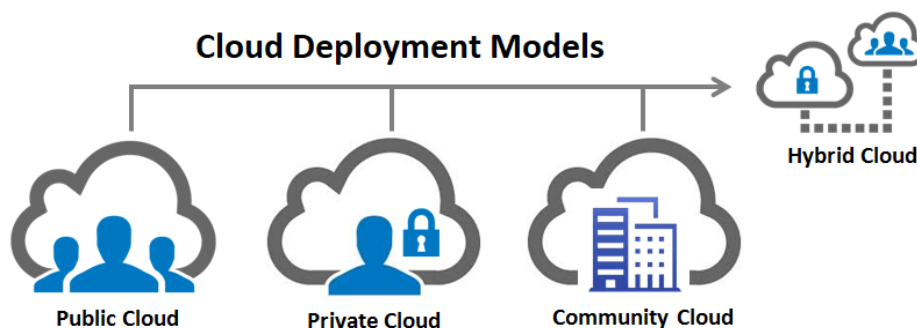 Cloud Deployment Models
Hybrid Cloud
Public Cloud
Private Cloud
Community Cloud